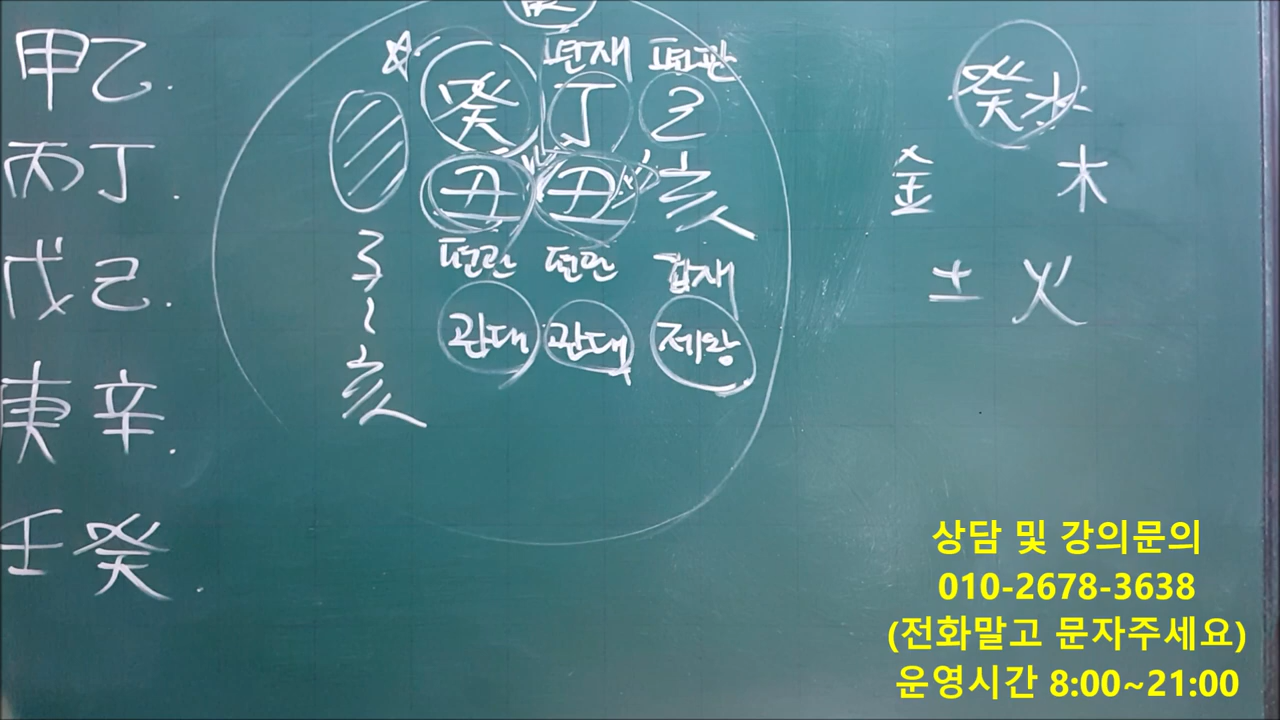 甲乙.
丙丁.
戊己.
庚辛.
壬癸.
편재 편관
癸丁己
丑丑亥
편관 편관 겁재
관대 관대 제왕
子
~
亥
癸水
金 木
土 火
상담 및 강의문의
010-2678-3638
(전화말고 문자주세요)
운영시간 8:00~21:00